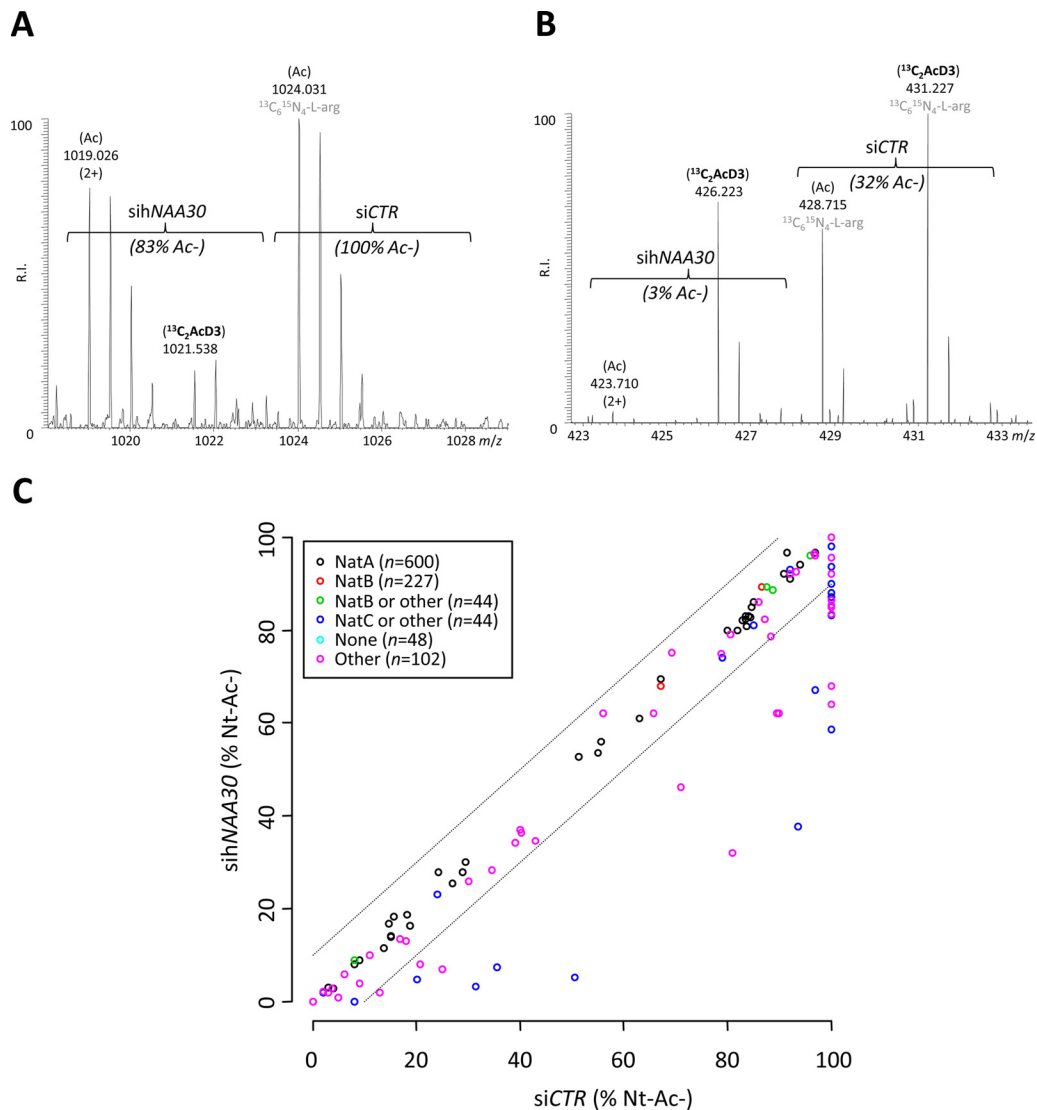 A
(Ac)
1024.031
¹³C₆¹⁵N₄-L-arg
100
(Ac)
1019.026
(2+)
sihNAA30
(83% Ac-)
siCTR
(100% Ac-)
(¹³C₂AcD3)
1021.538
R.I.
0
1020
1022
1024
1026
1028 m/z
B
(¹³C₂AcD3)
431.227
¹³C₆¹⁵N₄-L-arg
100
siCTR
(32% Ac-)
(¹³C₂AcD3)
426.223
(Ac)
428.715
¹³C₆¹⁵N₄-L-arg
sihNAA30
(3% Ac-)
(Ac)
423.710
(2+)
R.I.
0
423
425
427
429
431
433 m/z
C
NatA (n=600)
NatB (n=227)
NatB or other (n=44)
NatC or other (n=44)
None (n=48)
Other (n=102)
sihNAA30 (% Nt-Ac-)
100
80
60
40
20
0
0
20
40
60
80
100
siCTR (% Nt-Ac-)